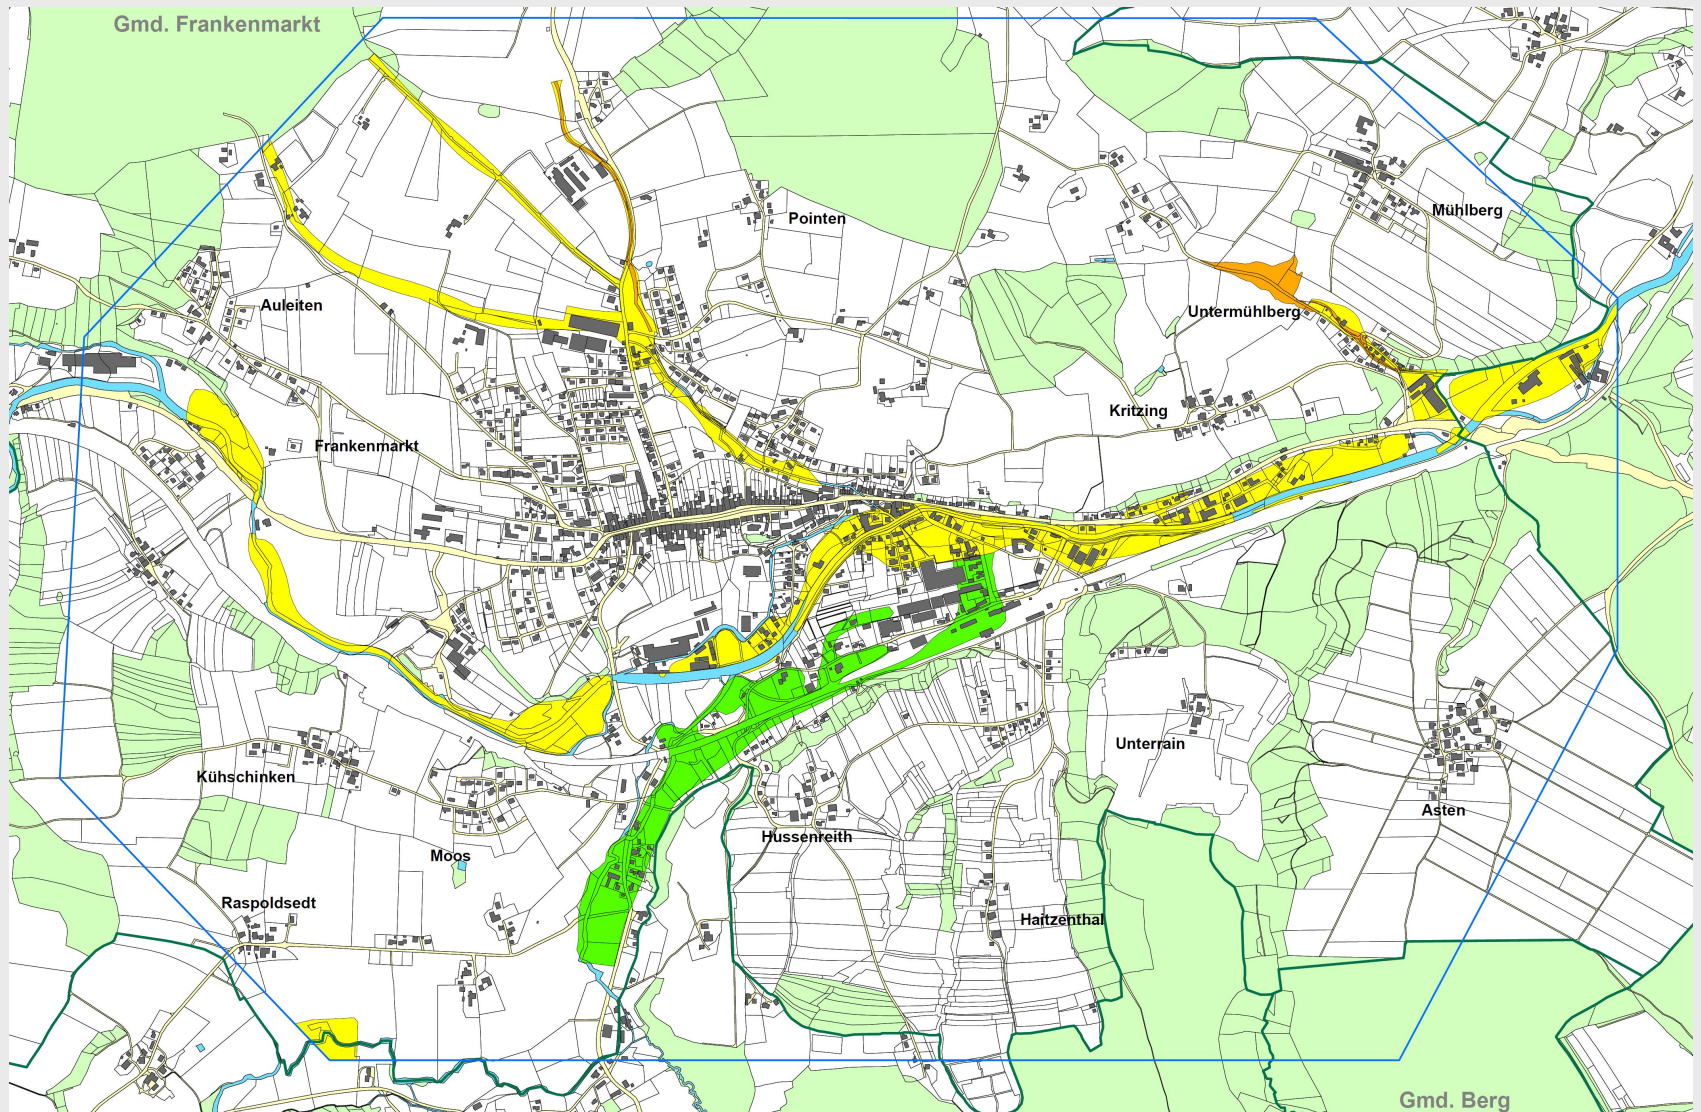 Gmd. Frankenmarkt
Pointen
Mühlberg
Auleiten
Untermühlberg
Kritzing
Frankenmarkt
Unterrain
Kühschinken
Asten
Hussenreith
Moos
Raspoldsedt
Haitzenthal
Gmd. Berg